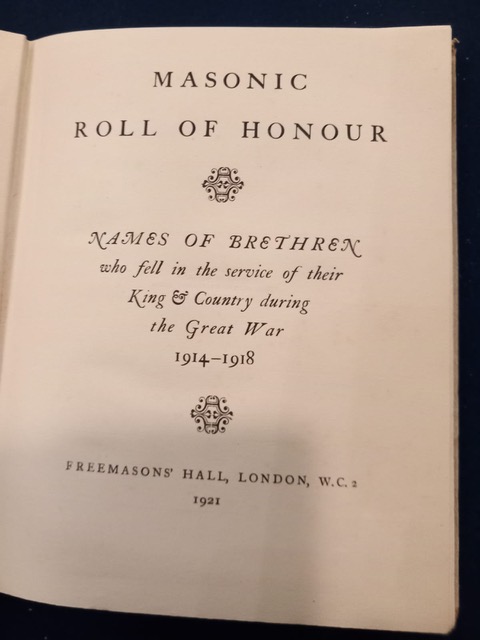 MASONIC
ROLL OF HONOUR
NAMES OF BRETHREN
who fell in the service of their
King & Country during
the Great War
1914–1918
FREEMASONS' HALL, LONDON, W.C. 2
1921